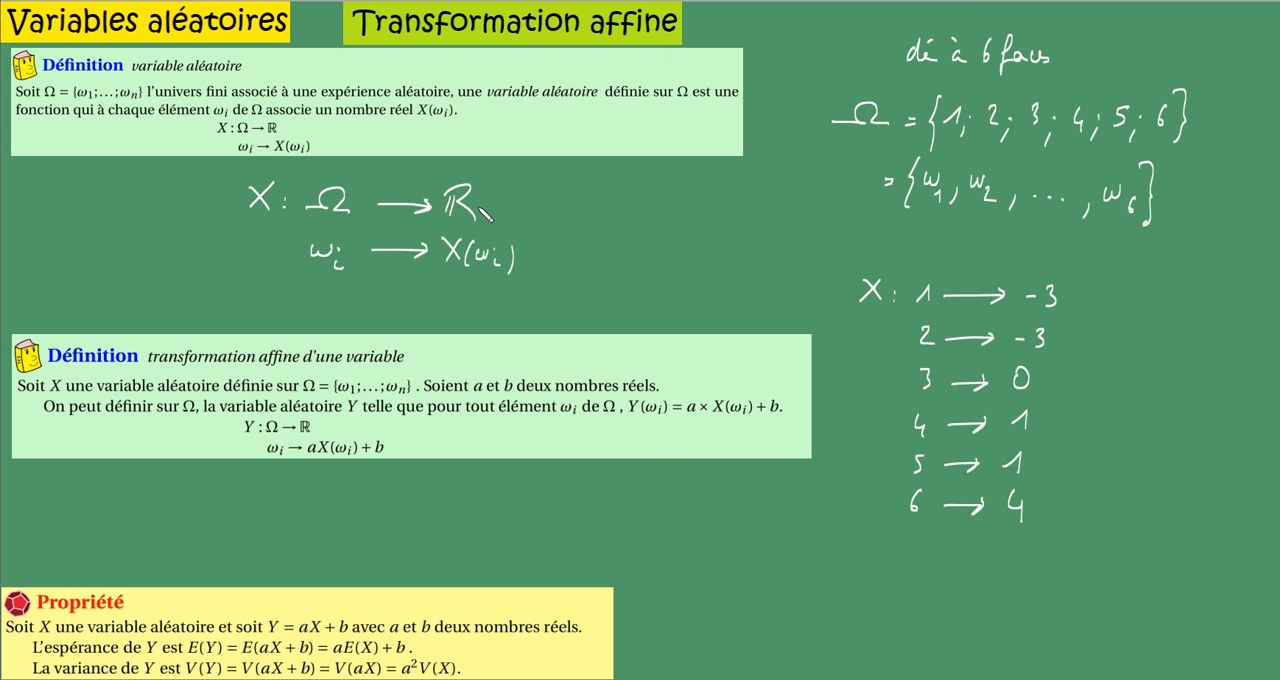 Variables aléatoires
Transformation affine
Définition variable aléatoire
Soit Ω = {ω₁;...;ωₙ} l'univers fini associé à une expérience aléatoire, une variable aléatoire définie sur Ω est une
fonction qui à chaque élément ωᵢ de Ω associe un nombre réel X(ωᵢ).
X : Ω → ℝ
ωᵢ → X(ωᵢ)
X : Ω ⟶ ℝ
ωᵢ ⟶ X(ωᵢ)
Définition transformation affine d'une variable
Soit X une variable aléatoire définie sur Ω = {ω₁;...;ωₙ} . Soient a et b deux nombres réels.
On peut définir sur Ω, la variable aléatoire Y telle que pour tout élément ωᵢ de Ω , Y(ωᵢ) = a × X(ωᵢ) + b.
Y : Ω → ℝ
ωᵢ → aX(ωᵢ) + b
Propriété
Soit X une variable aléatoire et soit Y = aX + b avec a et b deux nombres réels.
L'espérance de Y est E(Y) = E(aX + b) = aE(X) + b .
La variance de Y est V(Y) = V(aX + b) = V(aX) = a²V(X).
dé à 6 faces
Ω = {1; 2; 3; 4; 5; 6}
= {ω₁, ω₂, ..., ω₆}
X : 1 ⟶ -3
2 ⟶ -3
3 ⟶ 0
4 ⟶ 1
5 ⟶ 1
6 ⟶ 4